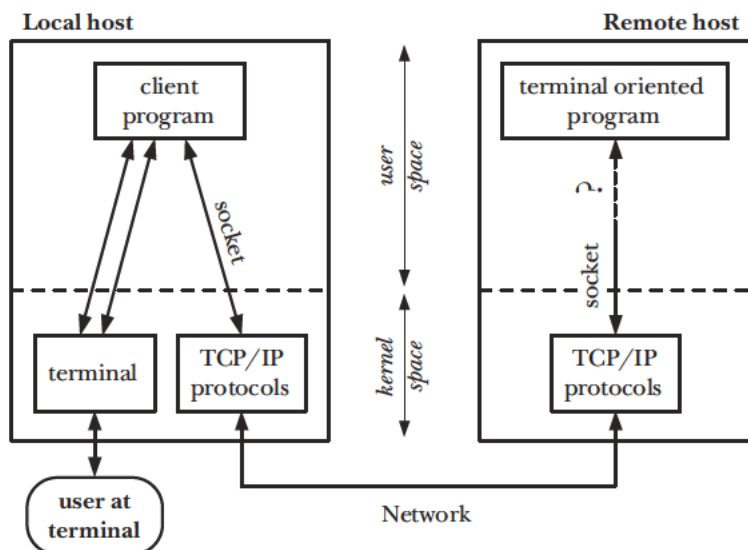 Local host
Remote host
client
program
terminal oriented
program
user
space
?
socket
socket
kernel
space
terminal
TCP/IP
protocols
TCP/IP
protocols
user at
terminal
Network